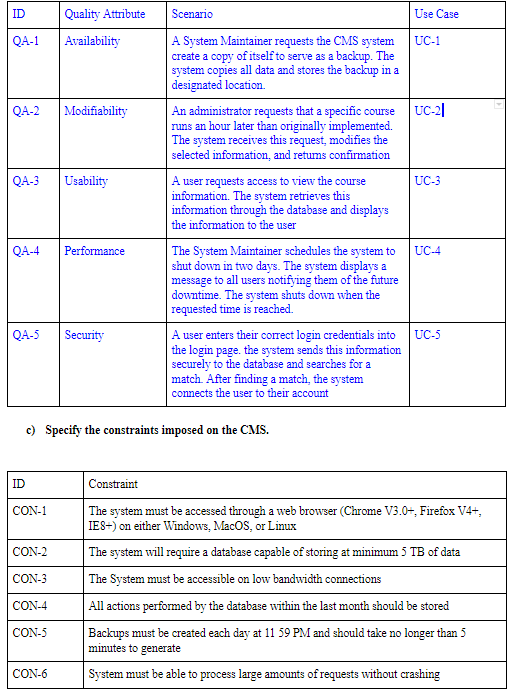 ID Quality Attribute Scenario Use Case
QA-1 Availability A System Maintainer requests the CMS system UC-1
create a copy of itself to serve as a backup. The
system copies all data and stores the backup in a
designated location.
QA-2 Modifiability An administrator requests that a specific course UC-2
runs an hour later than originally implemented.
The system receives this request, modifies the
selected information, and returns confirmation
QA-3 Usability A user requests access to view the course UC-3
information. The system retrieves this
information through the database and displays
the information to the user
QA-4 Performance The System Maintainer schedules the system to UC-4
shut down in two days. The system displays a
message to all users notifying them of the future
downtime. The system shuts down when the
requested time is reached.
QA-5 Security A user enters their correct login credentials into UC-5
the login page. the system sends this information
securely to the database and searches for a
match. After finding a match, the system
connects the user to their account
c) Specify the constraints imposed on the CMS.
ID Constraint
CON-1 The system must be accessed through a web browser (Chrome V3.0+, Firefox V4+,
IE8+) on either Windows, MacOS, or Linux
CON-2 The system will require a database capable of storing at minimum 5 TB of data
CON-3 The System must be accessible on low bandwidth connections
CON-4 All actions performed by the database within the last month should be stored
CON-5 Backups must be created each day at 11 59 PM and should take no longer than 5
minutes to generate
CON-6 System must be able to process large amounts of requests without crashing